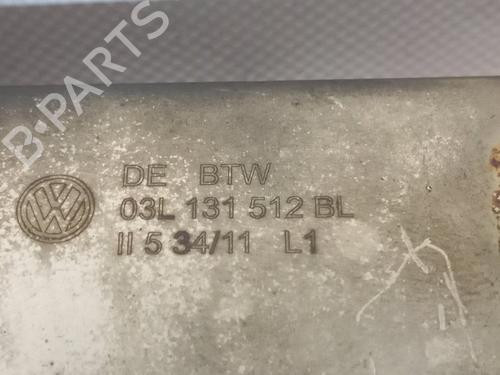 B-PARTS
DE BTW
03L 131 512 BL
II 5 34/11 L1